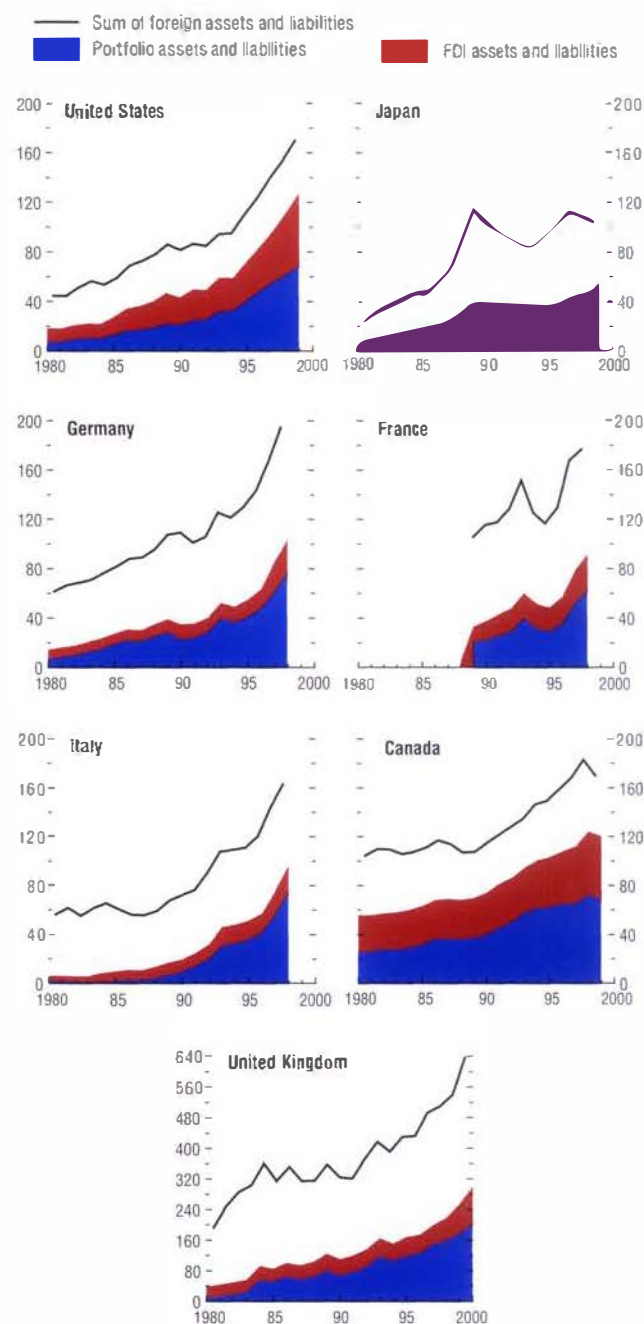 Sum of foreign assets and liabilities
Portfolio assets and liabilities FDI assets and liabilities
United States Japan
200 200
160 160
120 120
80 80
40 40
0 0
1980 85 90 95 2000 1980 85 90 95 2000
Germany France
200 200
160 160
120 120
80 80
40 40
0 0
1980 85 90 95 2000 1980 85 90 95 2000
Italy Canada
200 200
160 160
120 120
80 80
40 40
0 0
1980 85 90 95 2000 1980 85 90 95 2000
United Kingdom
640
560
480
400
320
240
160
80
0
1980 85 90 95 2000